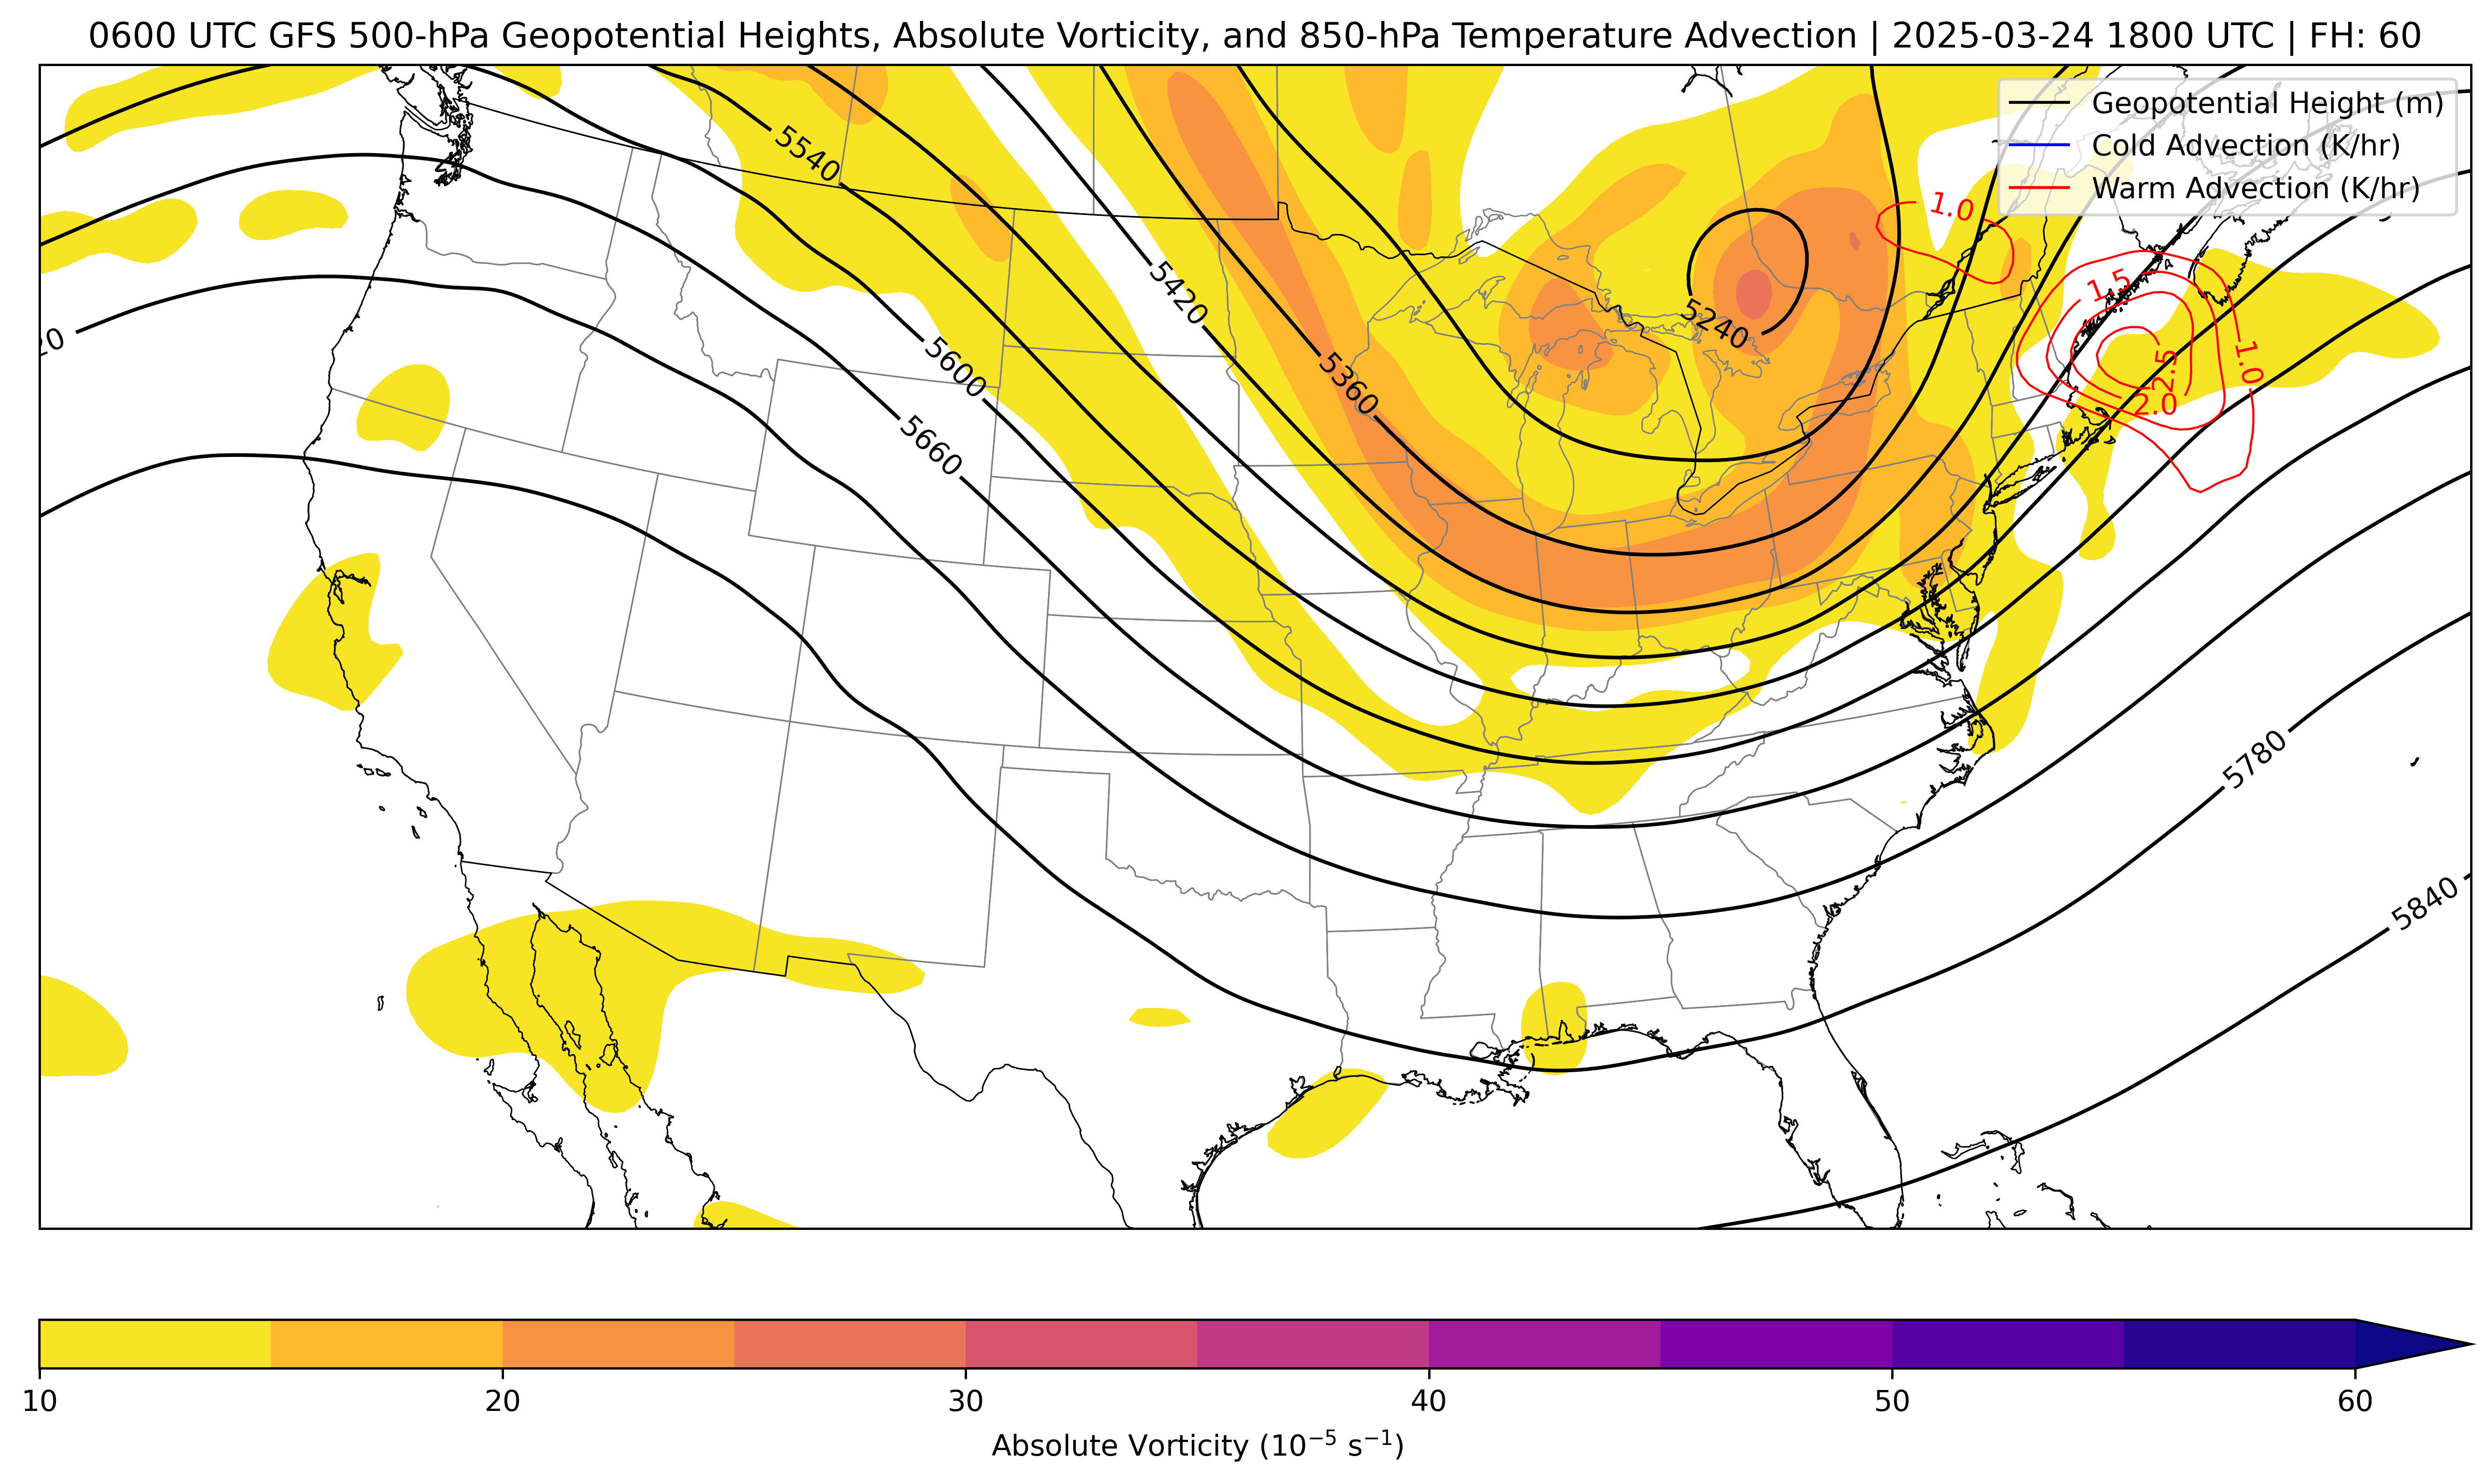 0600 UTC GFS 500-hPa Geopotential Heights, Absolute Vorticity, and 850-hPa Temperature Advection | 2025-03-24 1800 UTC | FH: 60
Geopotential Height (m)
Cold Advection (K/hr)
Warm Advection (K/hr)
5540
1.0
5420
1.5
5240
20
5600
5360
2.5
1.0
2.0
5660
5780
5840
10 20 30 40 50 60
Absolute Vorticity (10⁻⁵ s⁻¹)